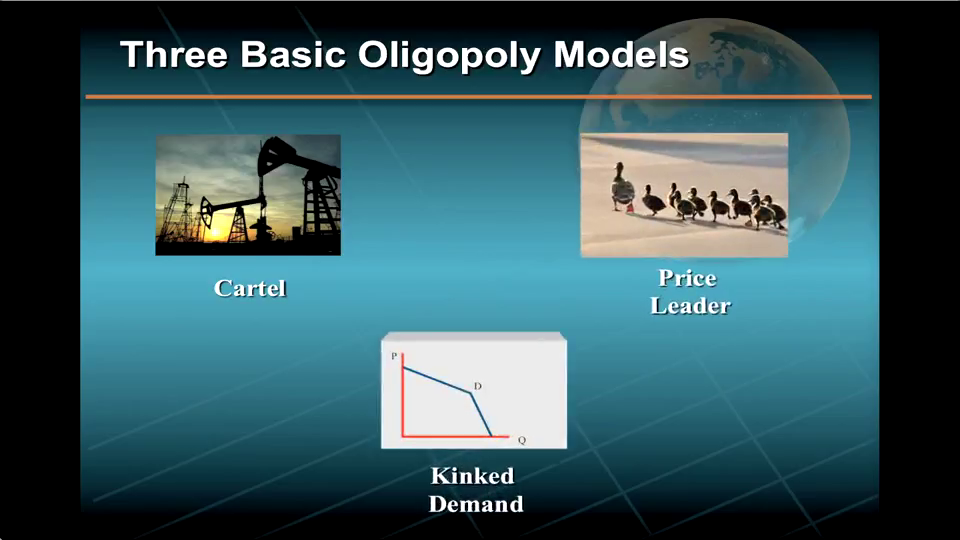 Three Basic Oligopoly Models
Cartel
Price
Leader
P
D
Q
Kinked
Demand